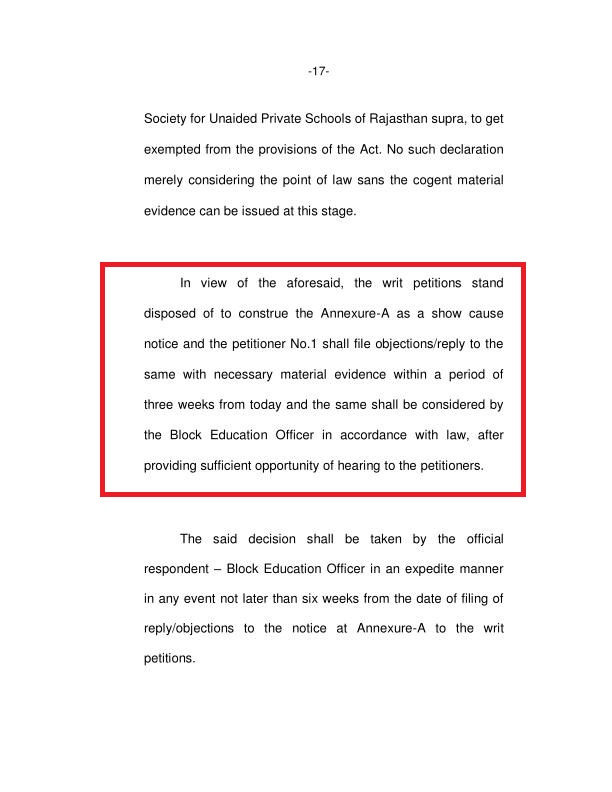 -17-
Society for Unaided Private Schools of Rajasthan supra, to get
exempted from the provisions of the Act. No such declaration
merely considering the point of law sans the cogent material
evidence can be issued at this stage.
In view of the aforesaid, the writ petitions stand
disposed of to construe the Annexure-A as a show cause
notice and the petitioner No.1 shall file objections/reply to the
same with necessary material evidence within a period of
three weeks from today and the same shall be considered by
the Block Education Officer in accordance with law, after
providing sufficient opportunity of hearing to the petitioners.
The said decision shall be taken by the official
respondent – Block Education Officer in an expedite manner
in any event not later than six weeks from the date of filing of
reply/objections to the notice at Annexure-A to the writ
petitions.